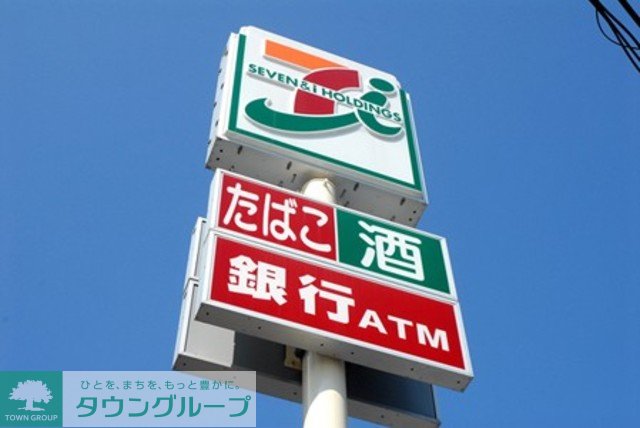 SEVEN & i HOLDINGS
たばこ 酒
銀行ATM
ひとを、まちを、もっと豊かに。
タウングループ
TOWN GROUP